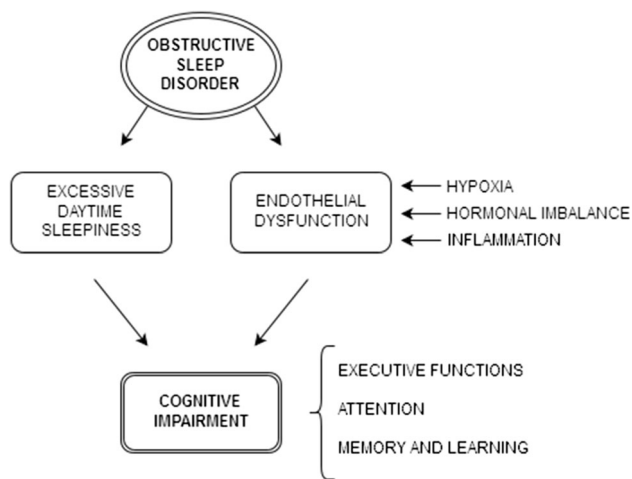 OBSTRUCTIVE
SLEEP
DISORDER
EXCESSIVE
DAYTIME
SLEEPINESS
ENDOTHELIAL
DYSFUNCTION
HYPOXIA
HORMONAL IMBALANCE
INFLAMMATION
COGNITIVE
IMPAIRMENT
EXECUTIVE FUNCTIONS
ATTENTION
MEMORY AND LEARNING